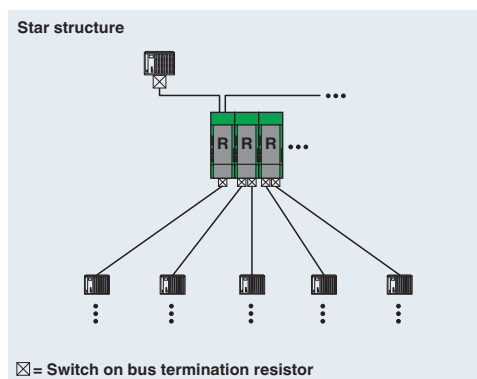 Star structure
R R R
= Switch on bus termination resistor